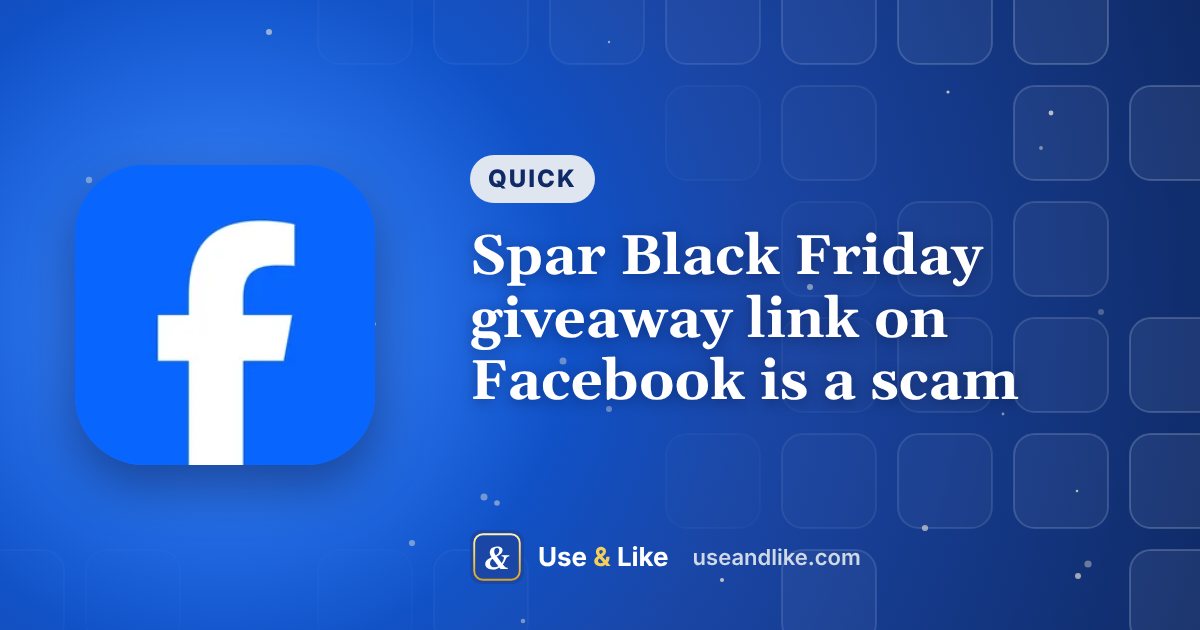 QUICK
Spar Black Friday
giveaway link on
Facebook is a scam
& Use & Like useandlike.com